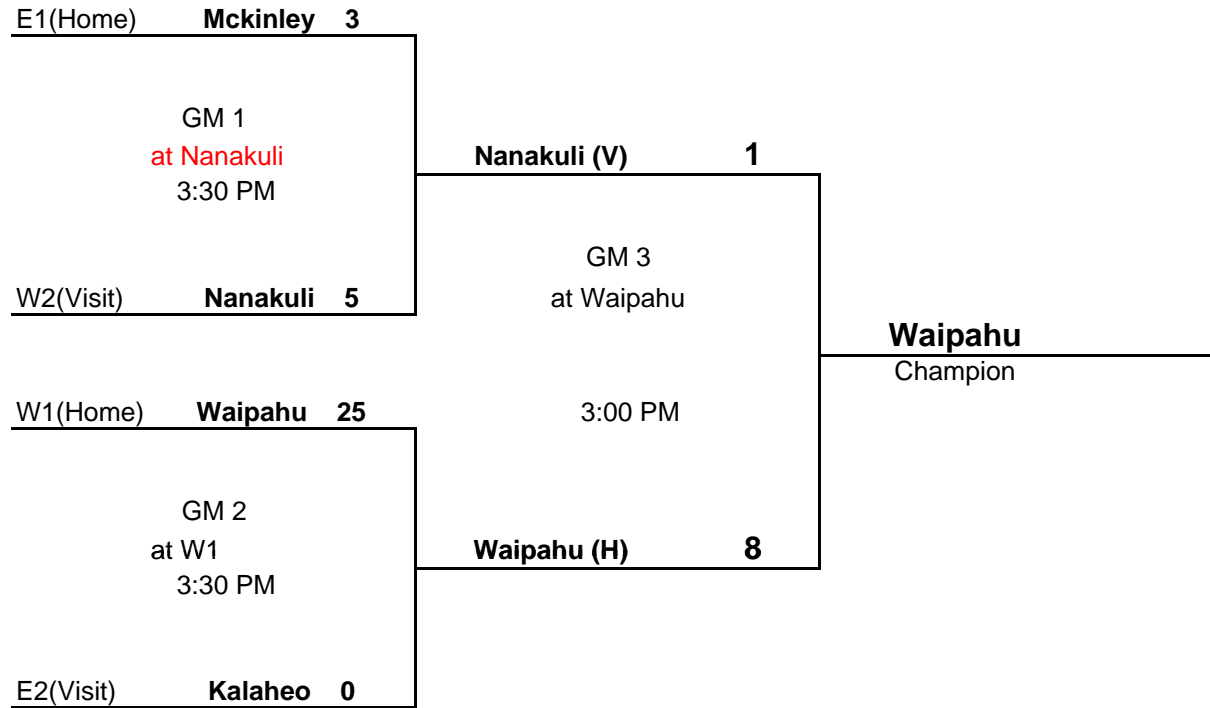 E1(Home) Mckinley 3
GM 1
at Nanakuli
Nanakuli (V) 1
3:30 PM
GM 3
W2(Visit) Nanakuli 5
at Waipahu
Waipahu
Champion
W1(Home) Waipahu 25
3:00 PM
GM 2
at W1
Waipahu (H) 8
3:30 PM
E2(Visit) Kalaheo 0